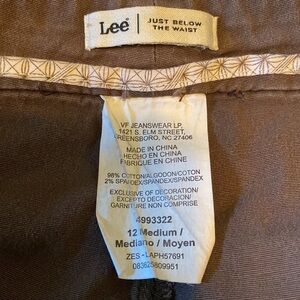 Lee
JUST BELOW
THE WAIST
VF JEANSWEAR LP
1421 S. ELM STREET,
GREENSBORO, NC 27406
MADE IN CHINA
HECHO EN CHINA
FABRIQUE EN CHINE
98% COTTON/ALGODON/COTON
2% SPANDEX/SPANDEX/SPANDEX
EXCLUSIVE OF DECORATION/
EXCEPTO DECORACION/
GARNITURE NON COMPRISE
4993322
12 Medium /
Mediano / Moyen
ZES - LAPH57691
083625809951